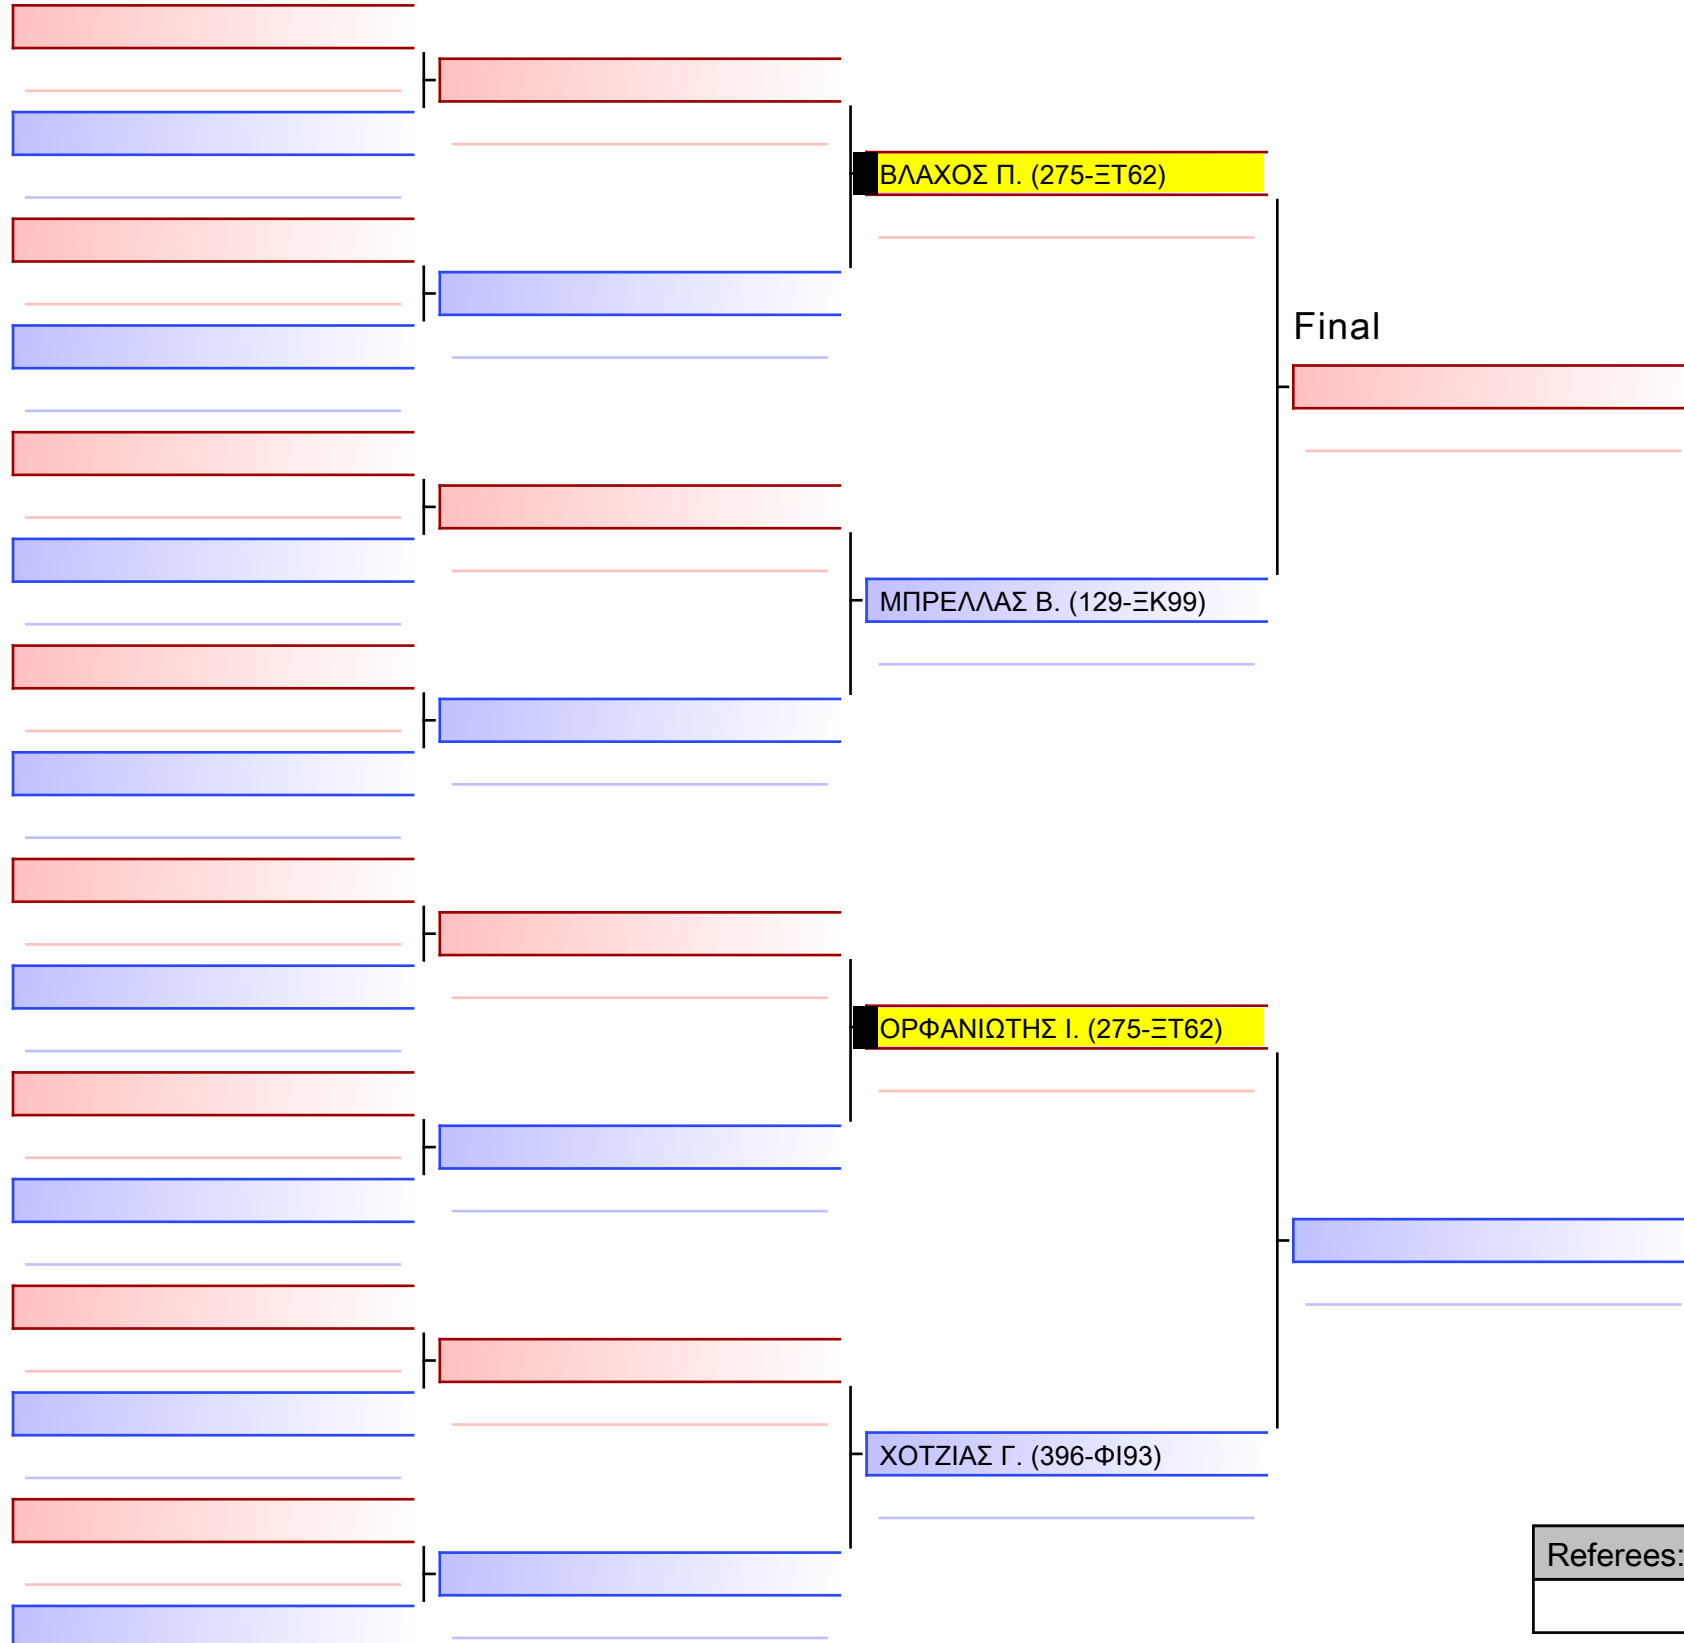 ΒΛΑΧΟΣ Π. (275-ΞΤ62)
Final
ΜΠΡΕΛΛΑΣ Β. (129-ΞΚ99)
ΟΡΦΑΝΙΩΤΗΣ Ι. (275-ΞΤ62)
ΧΟΤΖΙΑΣ Γ. (396-ΦΙ93)
Referees: